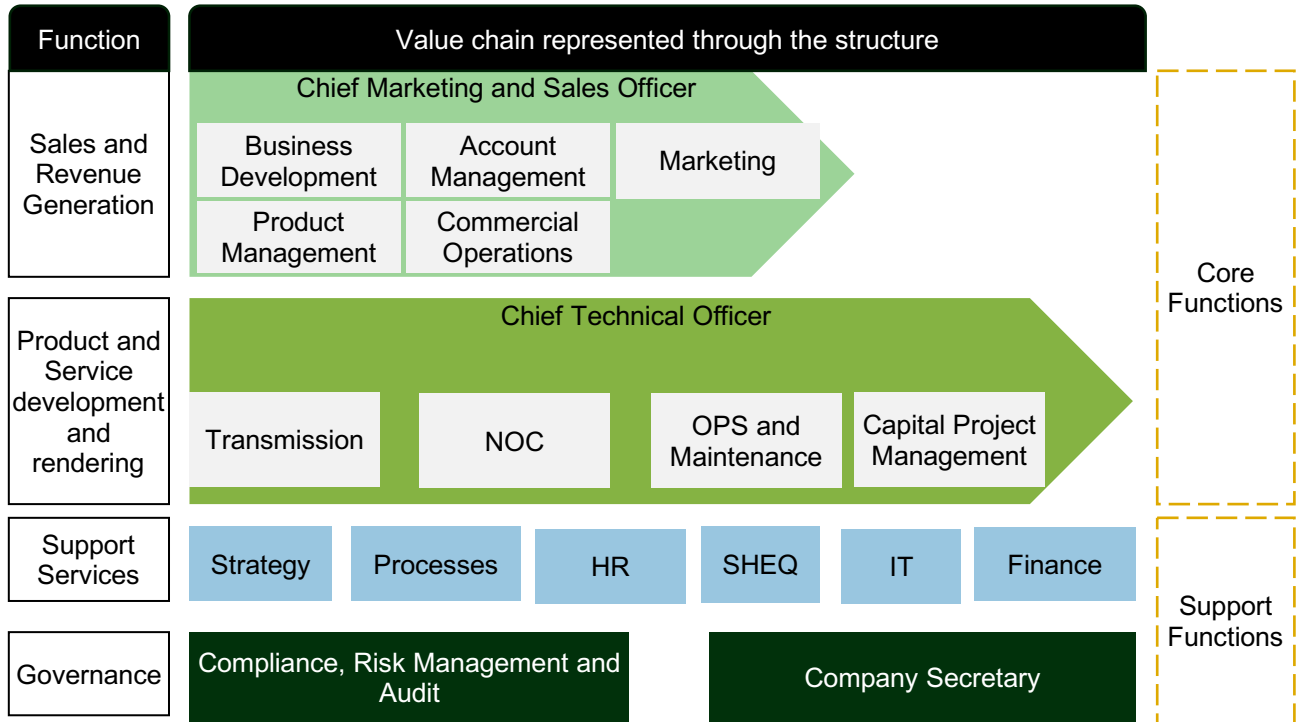 Function
Value chain represented through the structure
Sales and
Revenue
Generation
Chief Marketing and Sales Officer
Business
Development
Account
Management
Marketing
Product
Management
Commercial
Operations
Core
Functions
Product and
Service
development
and
rendering
Chief Technical Officer
Transmission
NOC
OPS and
Maintenance
Capital Project
Management
Support
Services
Strategy
Processes
HR
SHEQ
IT
Finance
Support
Functions
Governance
Compliance, Risk Management and
Audit
Company Secretary